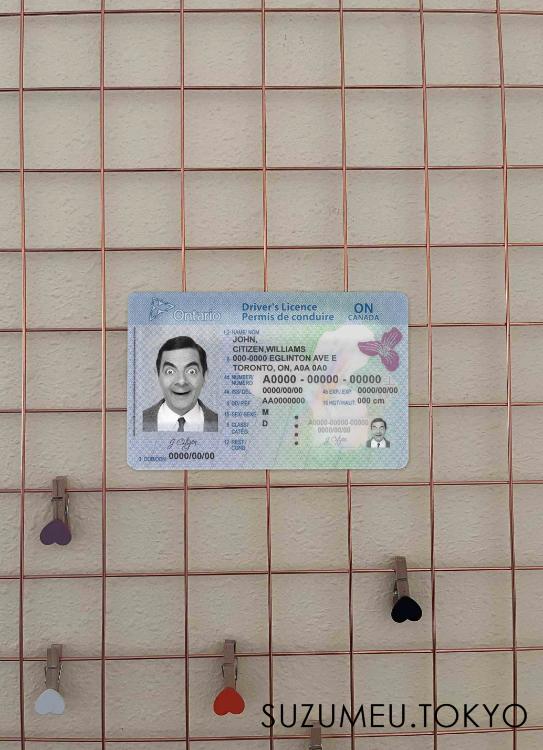 Ontario
Driver's Licence
Permis de conduire
ON
CANADA
1,2 NAME/ NOM
JOHN,
CITIZEN,WILLIAMS
8 000-0000 EGLINTON AVE E
TORONTO, ON, A0A 0A0
4d NUMBER/ NUMÉRO A0000 - 00000 - 00000
4a ISS/DÉL 0000/00/00 4b EXP./EXP. 0000/00/00
5 DD/REF AA0000000 16 HGT/HAUT. 000 cm
15 SEX/ SEXE M
9 CLASS/ CATÉG. D
12 REST./ COND.
A0000-00000-00000
0000/00/00
J. Citizen
3 DOB/DDN 0000/00/00
SUZUMEU.TOKYO